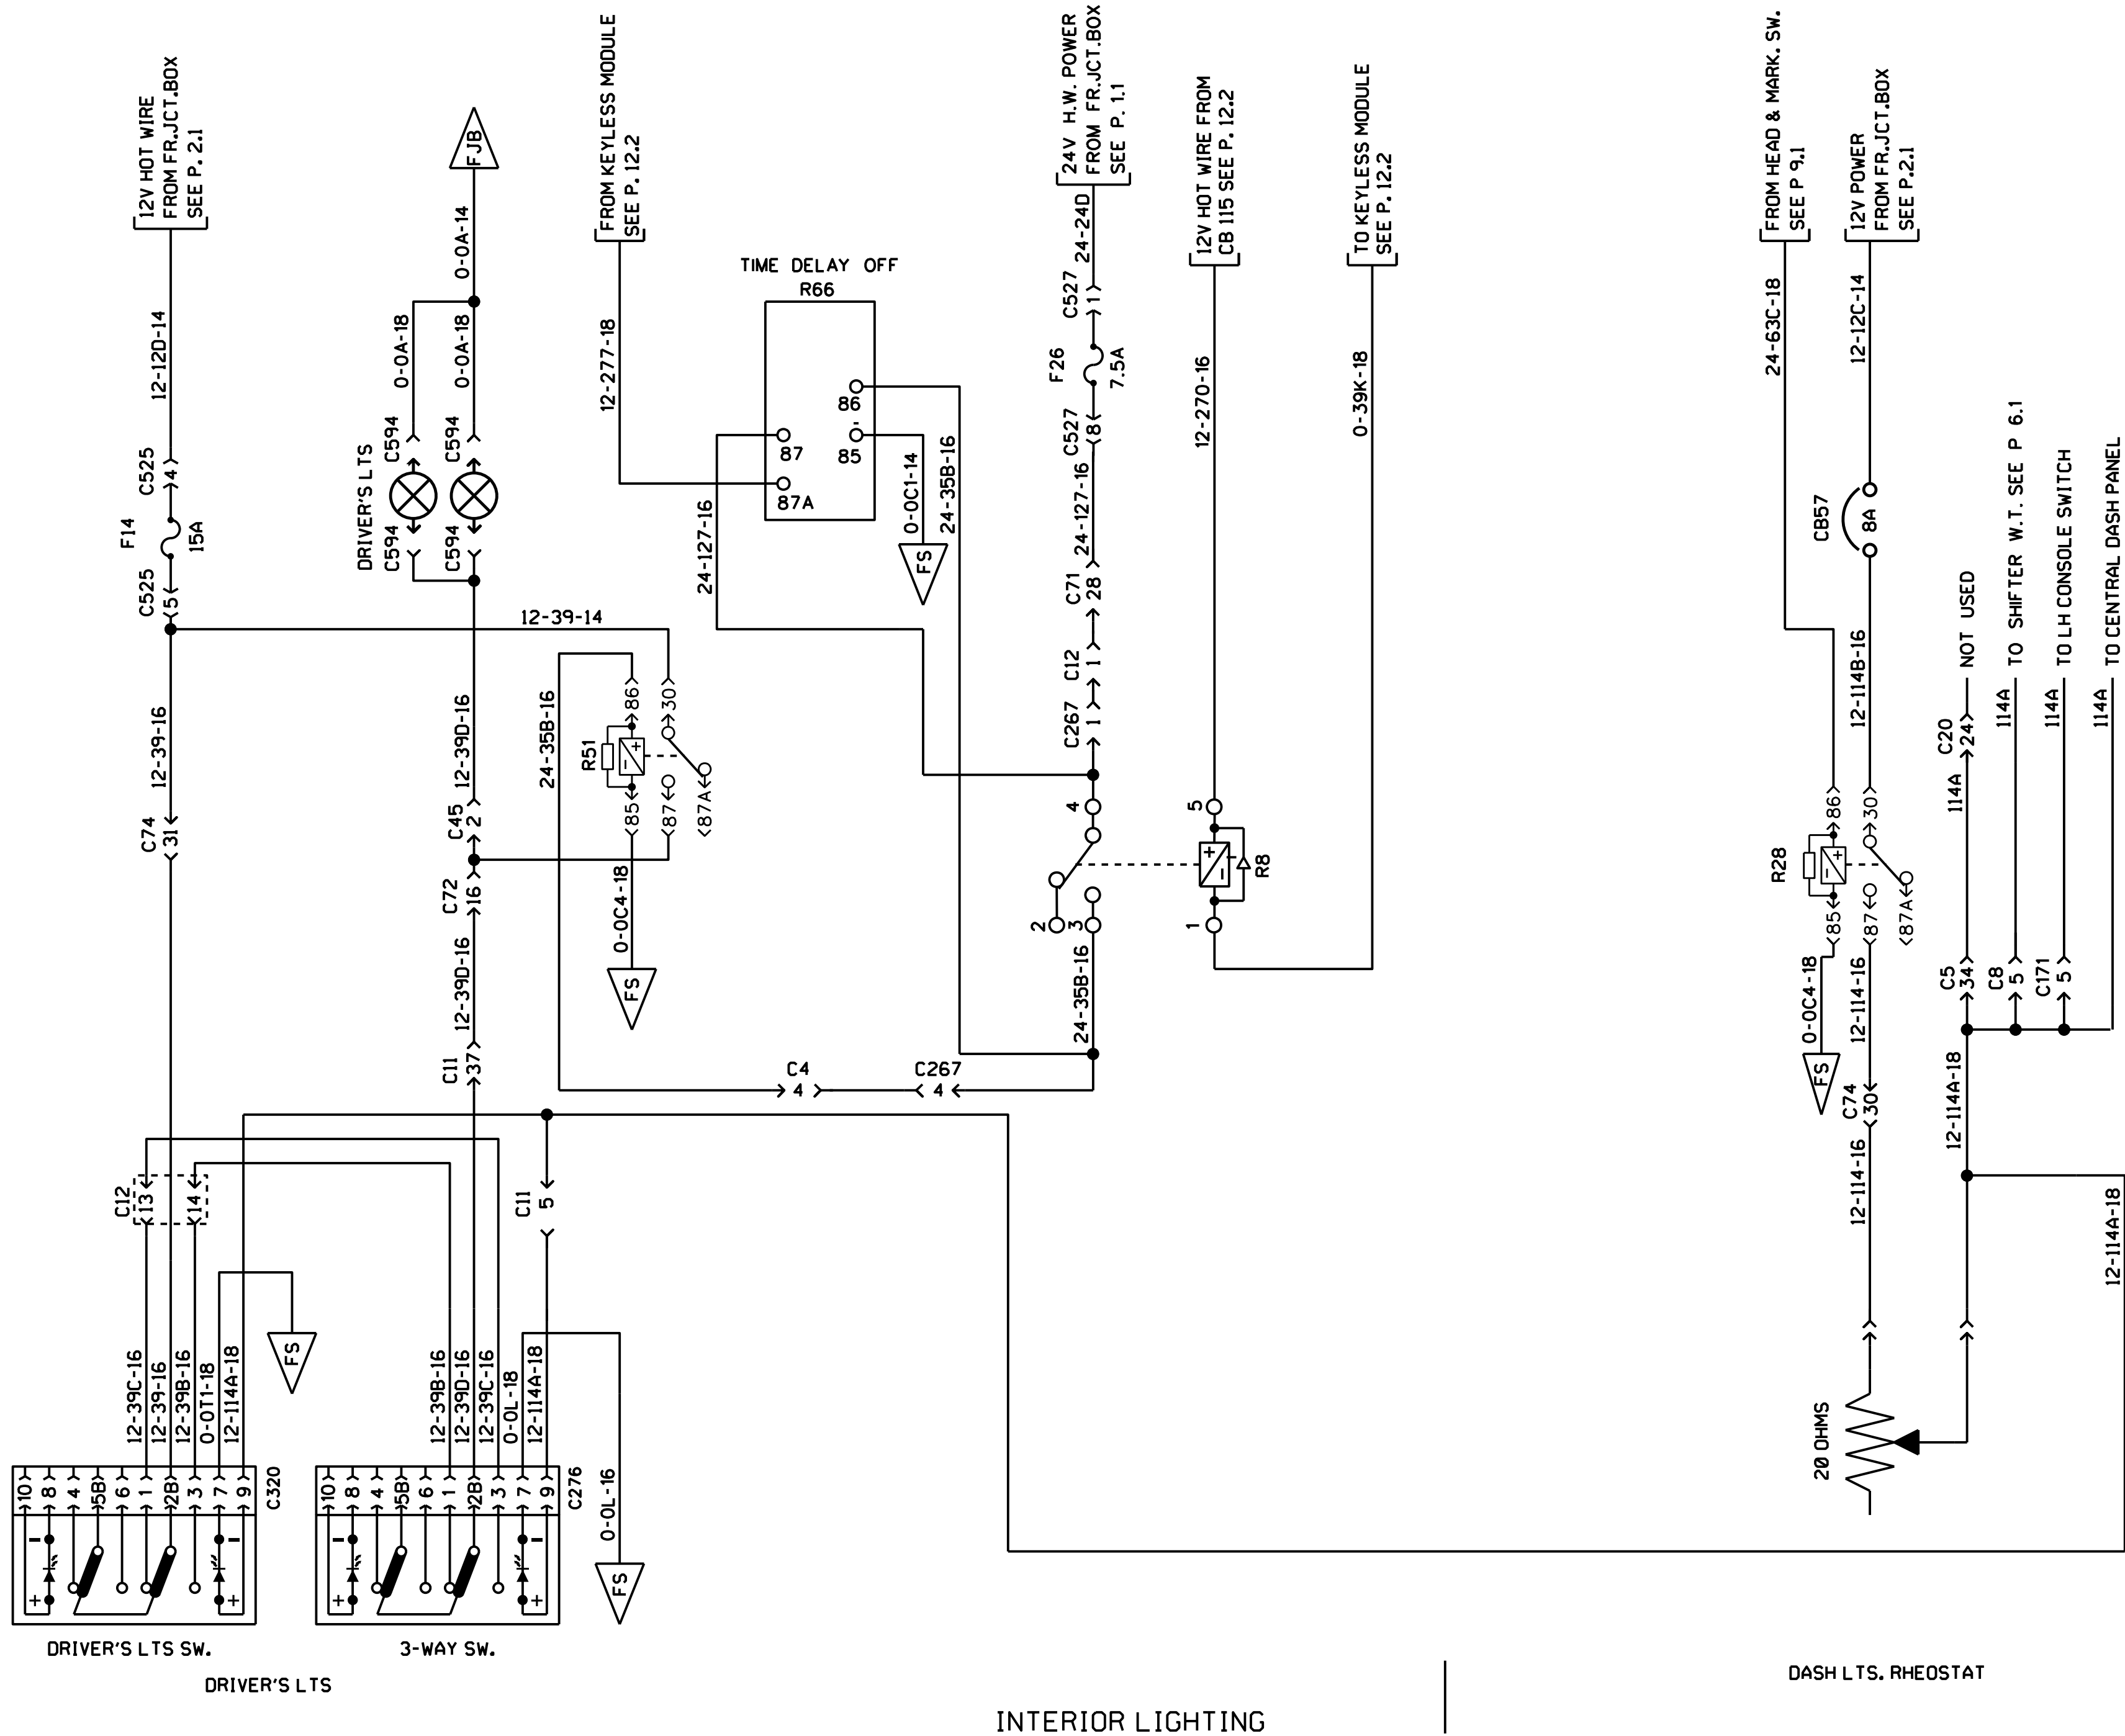 12V HOT WIRE
FROM FR.JCT.BOX
SEE P. 2.1
12-12D-14
C525
4
F14
15A
C525
5
12-39-14
12-39-16
C74
31
FJB
0-0A-14
0-0A-18
0-0A-18
C594
C594
DRIVER'S LTS
C594
C594
12-39D-16
C45
2
C72
16
12-39D-16
C11
37
FROM KEYLESS MODULE
SEE P. 12.2
12-277-18
TIME DELAY OFF
R66
86
-
85
87
87A
24-127-16
0-0C1-14
FS
24-35B-16
24-35B-16
R51
86
30
+
-
85
87
87A
0-0C4-18
FS
24V H.W. POWER
FROM FR.JCT.BOX
SEE P. 1.1
24-24D
C527
1
F26
7.5A
C527
8
24-127-16
C71
28
C12
1
C267
1
4
2
3
24-35B-16
C4
4
C267
4
12V HOT WIRE FROM
CB 115 SEE P. 12.2
12-270-16
5
+
-
R8
1
TO KEYLESS MODULE
SEE P. 12.2
0-39K-18
FROM HEAD & MARK. SW.
SEE P 9.1
24-63C-18
12V POWER
FROM FR.JCT.BOX
SEE P.2.1
12-12C-14
CB57
8A
12-114B-16
R28
86
30
+
-
85
87
87A
0-0C4-18
FS
12-114-16
C74
30
12-114-16
20 OHMS
NOT USED
C20
24
114A
C5
34
TO SHIFTER W.T. SEE P 6.1
114A
C8
5
TO LH CONSOLE SWITCH
114A
C171
5
TO CENTRAL DASH PANEL
114A
12-114A-18
12-114A-18
C12
13
14
C11
5
12-39C-16
12-39-16
12-39B-16
0-0T1-18
12-114A-18
FS
12-39B-16
12-39D-16
12-39C-16
0-0L-18
12-114A-18
0-0L-16
FS
10 8 4 5B 6 1 2B 3 7 9
C320
- -
+ +
10 8 4 5B 6 1 2B 3 7 9
C276
- -
+ +
DRIVER'S LTS SW.
3-WAY SW.
DRIVER'S LTS
DASH LTS. RHEOSTAT
INTERIOR LIGHTING